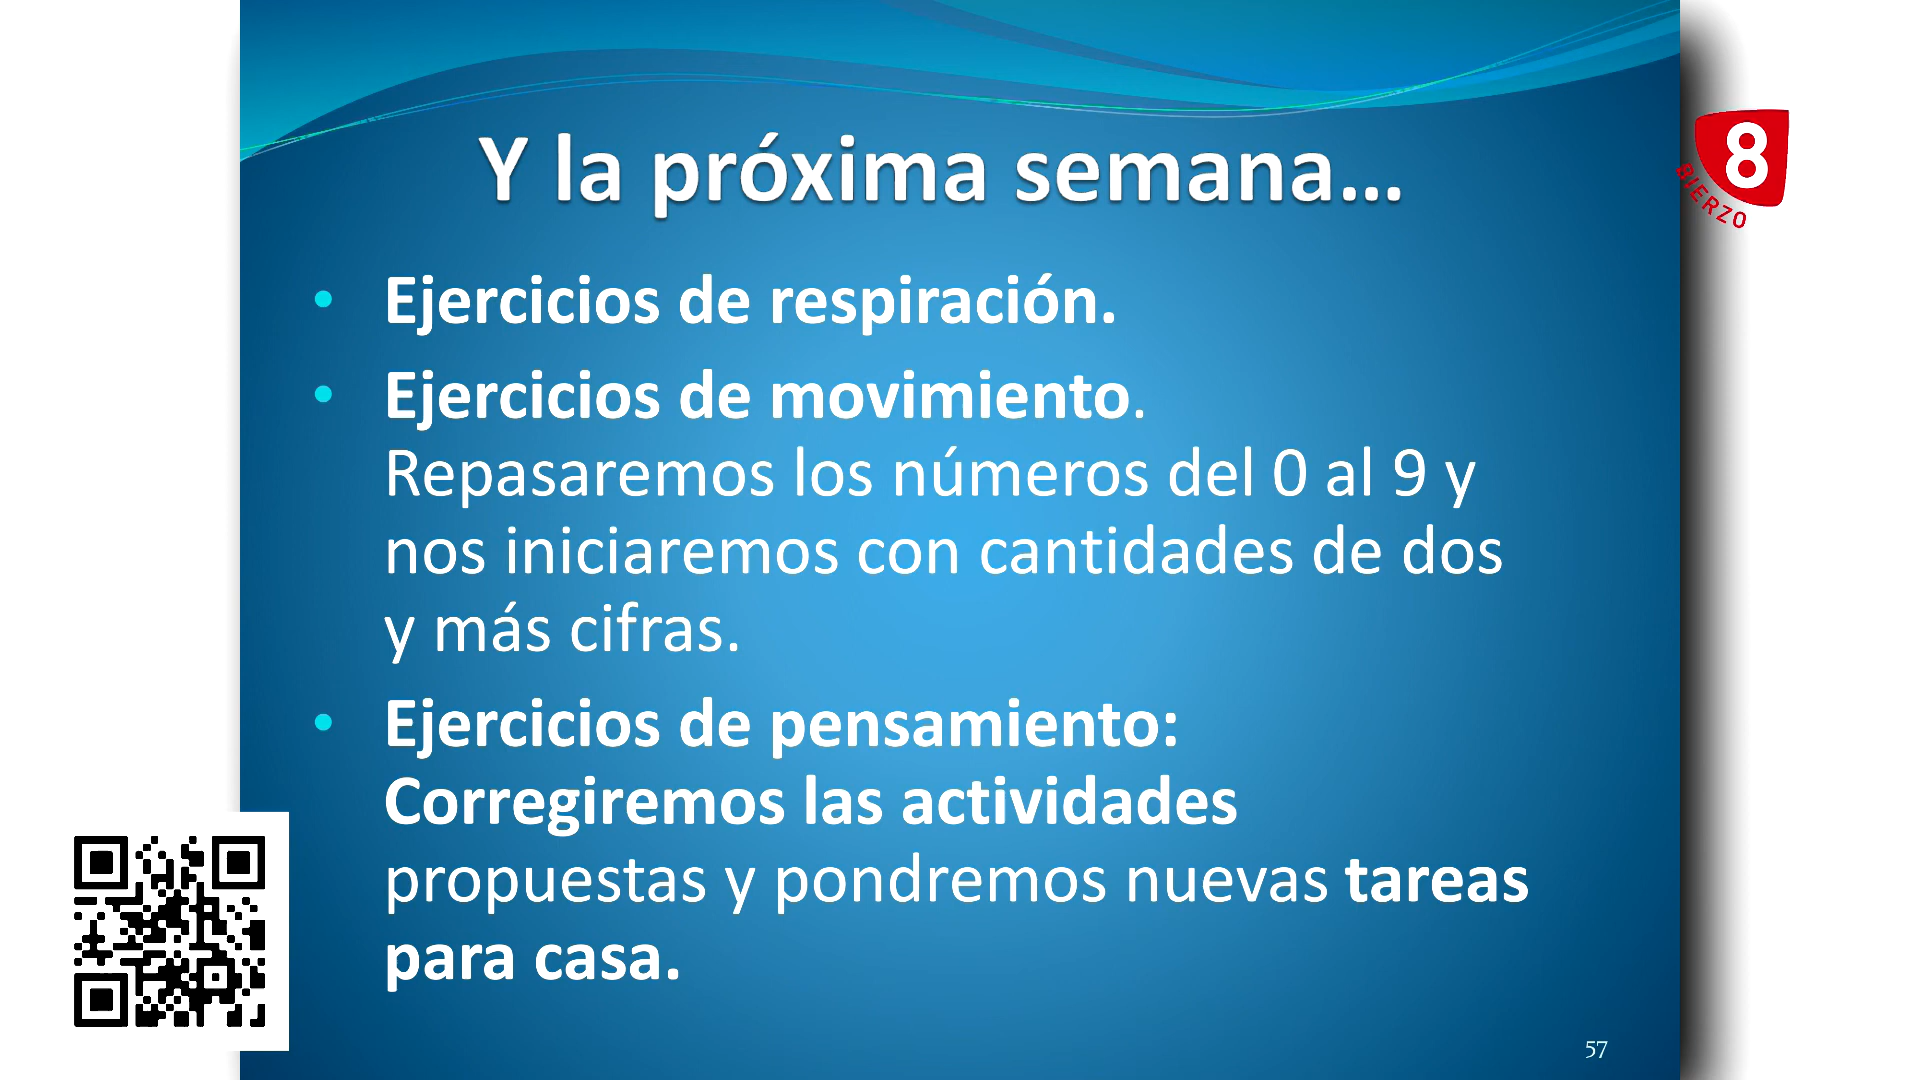 Y la próxima semana...
8
BIERZO
• Ejercicios de respiración.
• Ejercicios de movimiento.
Repasaremos los números del 0 al 9 y
nos iniciaremos con cantidades de dos
y más cifras.
• Ejercicios de pensamiento:
Corregiremos las actividades
propuestas y pondremos nuevas tareas
para casa.
57